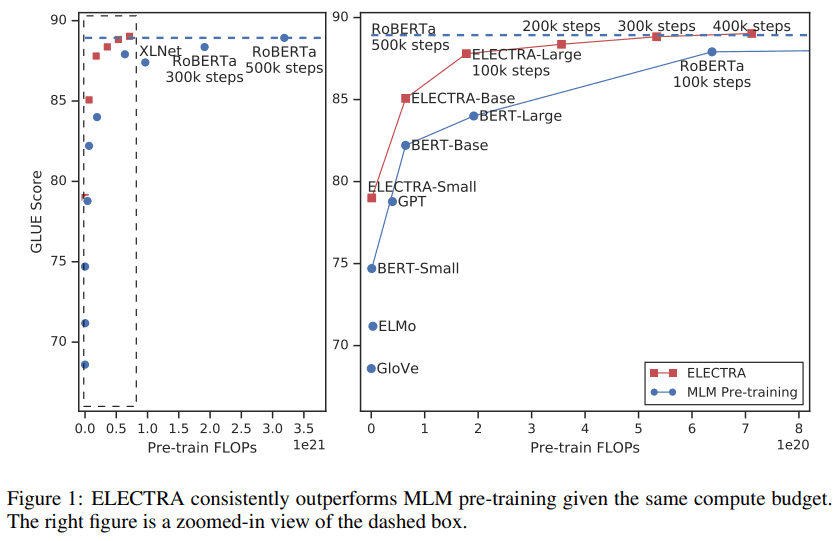 90
85
80
75
70
GLUE Score
XLNet
RoBERTa
300k steps
RoBERTa
500k steps
0.0 0.5 1.0 1.5 2.0 2.5 3.0 3.5
Pre-train FLOPs
1e21
90
85
80
75
70
RoBERTa
500k steps
200k steps
300k steps
400k steps
ELECTRA-Large
100k steps
RoBERTa
100k steps
ELECTRA-Base
BERT-Large
BERT-Base
ELECTRA-Small
GPT
BERT-Small
ELMo
GloVe
ELECTRA
MLM Pre-training
0 1 2 3 4 5 6 7 8
Pre-train FLOPs
1e20
Figure 1: ELECTRA consistently outperforms MLM pre-training given the same compute budget.
The right figure is a zoomed-in view of the dashed box.